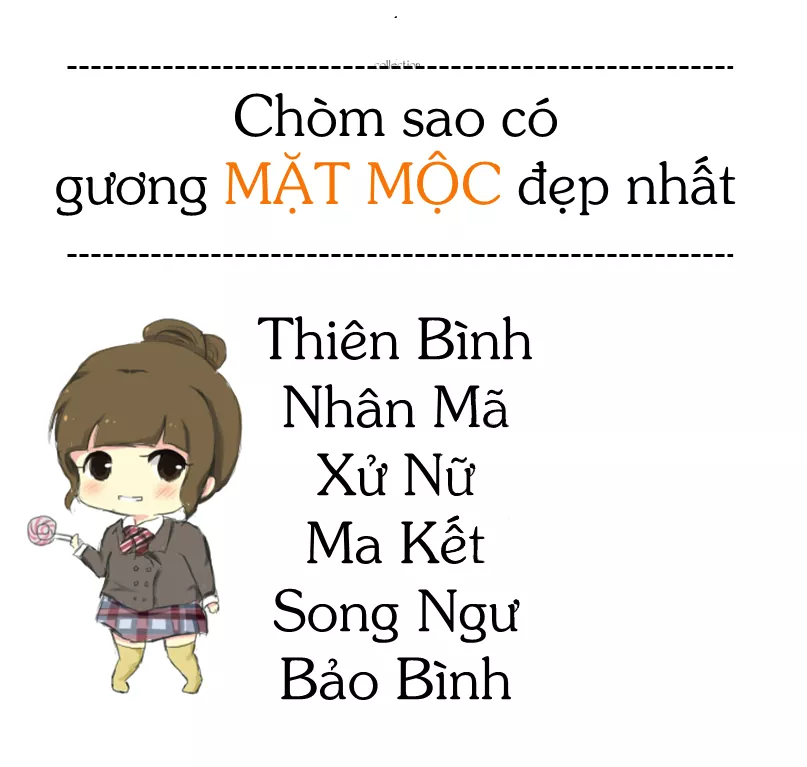 collection
Chòm sao có
gương MẶT MỘC đẹp nhất
Thiên Bình
Nhân Mã
Xử Nữ
Ma Kết
Song Ngư
Bảo Bình